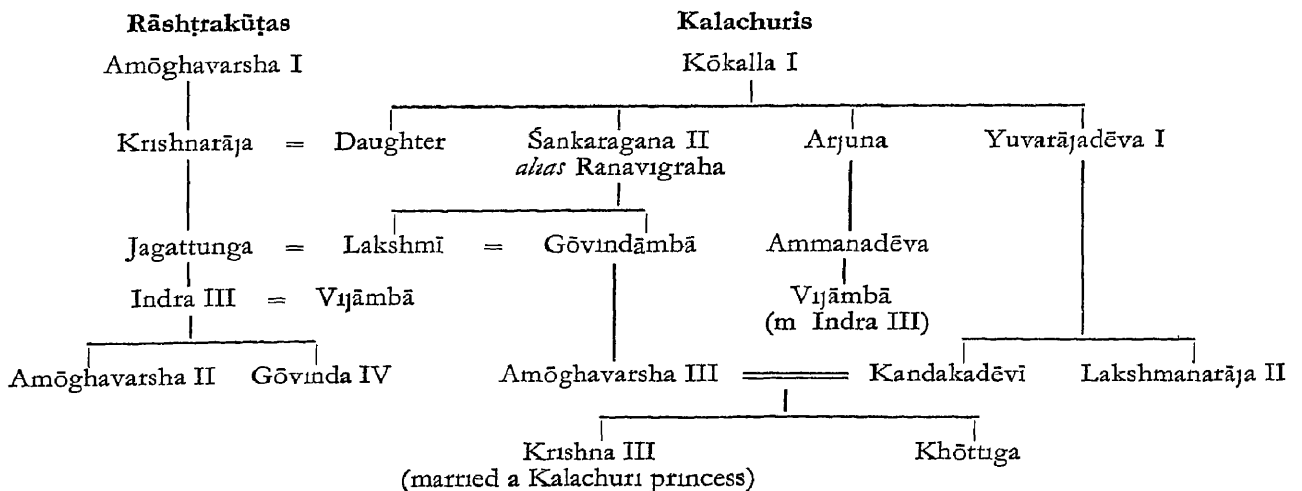 Rāshṭrakūṭas Kalachuris
Amōghavarsha I Kōkalla I
Krishnarāja = Daughter Śankaragana II Arjuna Yuvarājadēva I
alias Ranavigraha
Jagattunga = Lakshmī = Gōvindāmbā Ammanadēva
Indra III = Vijāmbā Vijāmbā
(m Indra III)
Amōghavarsha II Gōvinda IV Amōghavarsha III Kandakadēvī Lakshmanarāja II
Krishna III Khōttiga
(married a Kalachuri princess)